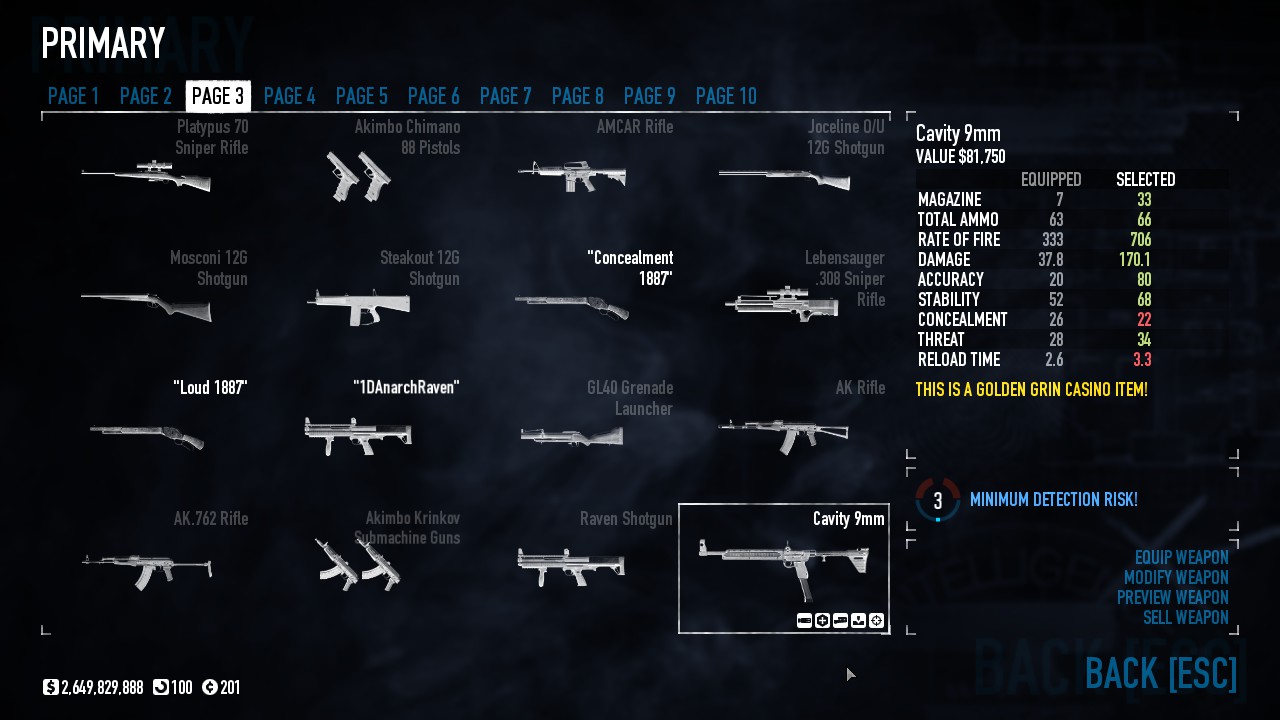 PRIMARY
PAGE 1 PAGE 2 PAGE 3 PAGE 4 PAGE 5 PAGE 6 PAGE 7 PAGE 8 PAGE 9 PAGE 10
Platypus 70
Sniper Rifle
Akimbo Chimano
88 Pistols
AMCAR Rifle
Joceline O/U
12G Shotgun
Mosconi 12G
Shotgun
Steakout 12G
Shotgun
"Concealment
1887"
Lebensauger
.308 Sniper
Rifle
"Loud 1887"
"1DAnarchRaven"
GL40 Grenade
Launcher
AK Rifle
AK.762 Rifle
Akimbo Krinkov
Submachine Guns
Raven Shotgun
Cavity 9mm
Cavity 9mm
VALUE $81,750
EQUIPPED SELECTED
MAGAZINE 7 33
TOTAL AMMO 63 66
RATE OF FIRE 333 706
DAMAGE 37.8 170.1
ACCURACY 20 80
STABILITY 52 68
CONCEALMENT 26 22
THREAT 28 34
RELOAD TIME 2.6 3.3
THIS IS A GOLDEN GRIN CASINO ITEM!
3 MINIMUM DETECTION RISK!
EQUIP WEAPON
MODIFY WEAPON
PREVIEW WEAPON
SELL WEAPON
BACK [ESC]
$ 2,649,829,888 100 C 201